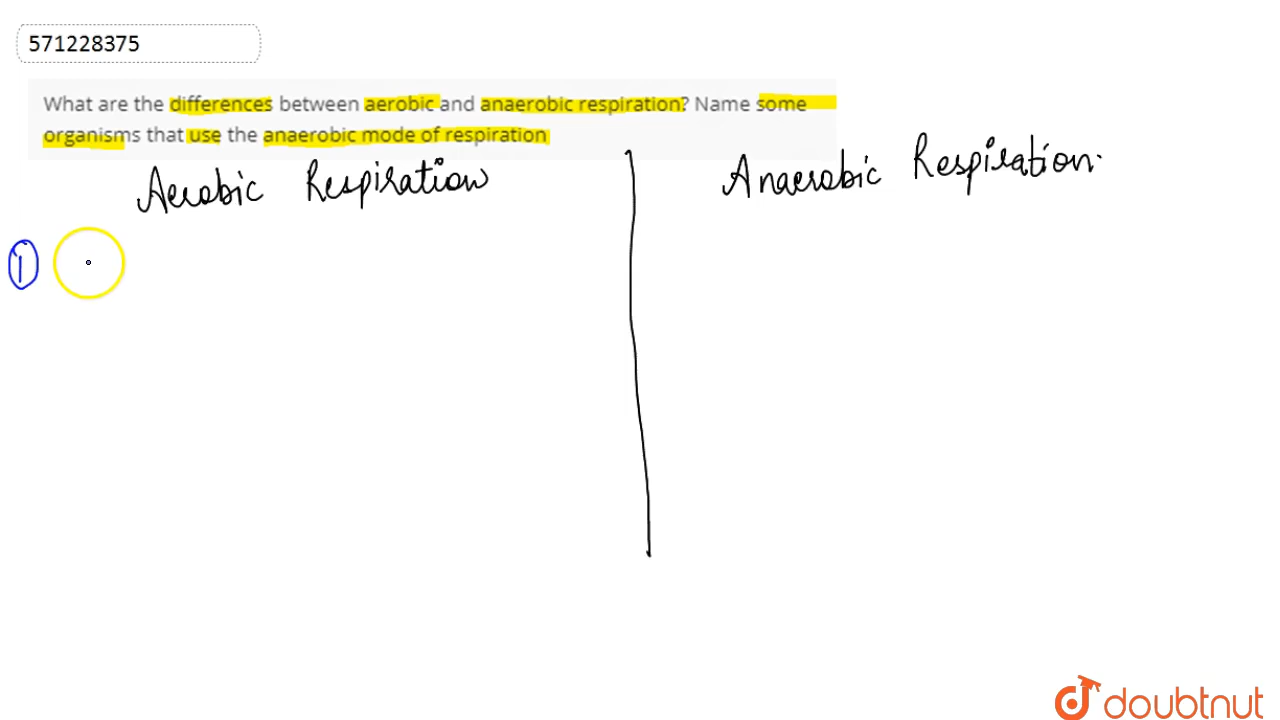 571228375
What are the differences between aerobic and anaerobic respiration? Name some
organisms that use the anaerobic mode of respiration
Aerobic Respiration
Anaerobic Respiration.
1
doubtnut